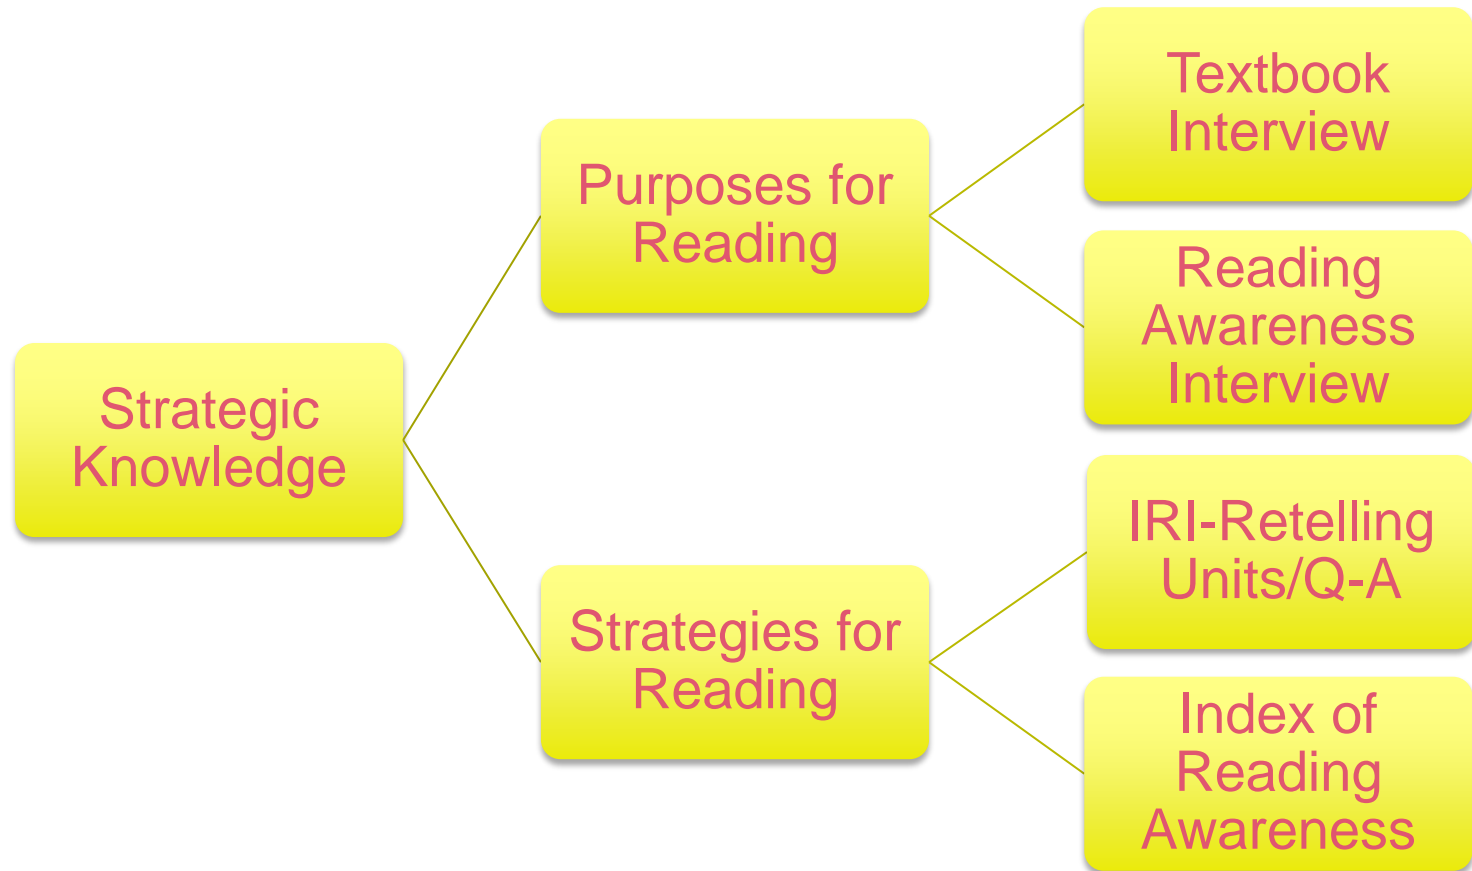 Strategic
Knowledge
Purposes for
Reading
Textbook
Interview
Reading
Awareness
Interview
Strategies for
Reading
IRI-Retelling
Units/Q-A
Index of
Reading
Awareness